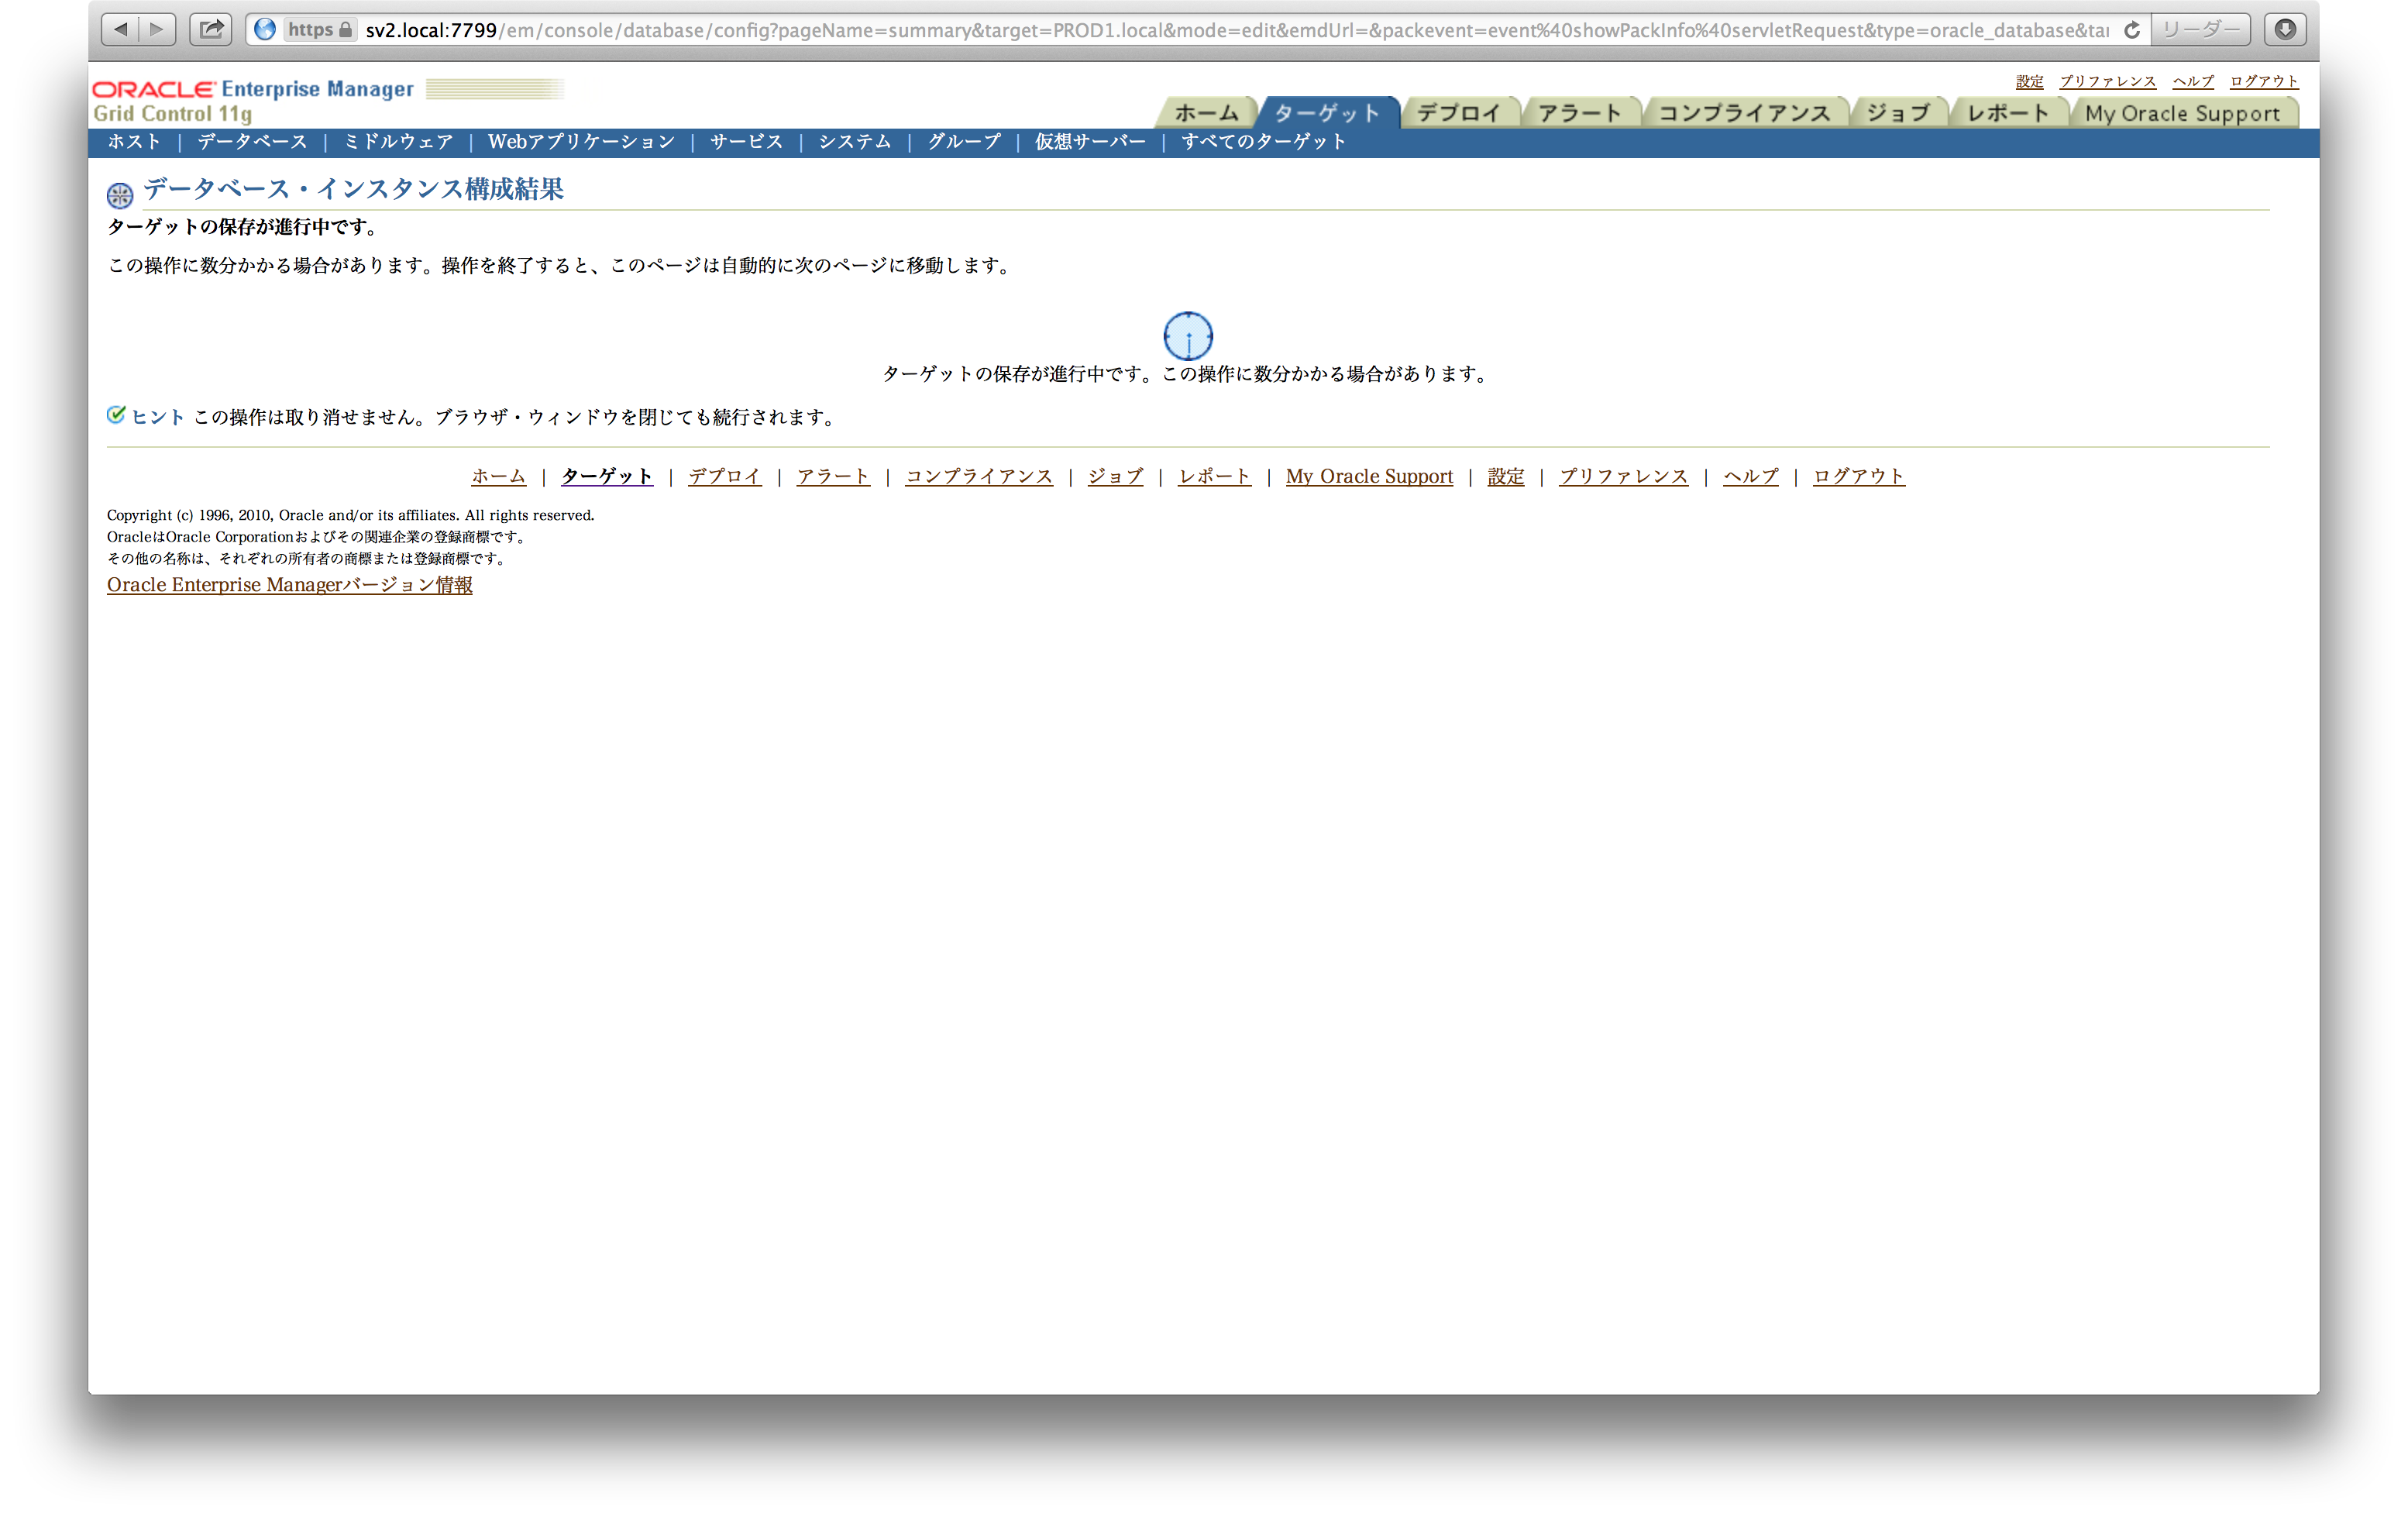 https sv2.local:7799/em/console/database/config?pageName=summary&target=PROD1.local&mode=edit&emdUrl=&packevent=event%40showPackInfo%40servletRequest&type=oracle_database&tar リーダー
設定 プリファレンス ヘルプ ログアウト
ORACLE Enterprise Manager
Grid Control 11g
ホーム ターゲット デプロイ アラート コンプライアンス ジョブ レポート My Oracle Support
ホスト | データベース | ミドルウェア | Webアプリケーション | サービス | システム | グループ | 仮想サーバー | すべてのターゲット
データベース・インスタンス構成結果
ターゲットの保存が進行中です。
この操作に数分かかる場合があります。操作を終了すると、このページは自動的に次のページに移動します。
ターゲットの保存が進行中です。この操作に数分かかる場合があります。
ヒント この操作は取り消せません。ブラウザ・ウィンドウを閉じても続行されます。
ホーム | ターゲット | デプロイ | アラート | コンプライアンス | ジョブ | レポート | My Oracle Support | 設定 | プリファレンス | ヘルプ | ログアウト
Copyright (c) 1996, 2010, Oracle and/or its affiliates. All rights reserved.
OracleはOracle Corporationおよびその関連企業の登録商標です。
その他の名称は、それぞれの所有者の商標または登録商標です。
Oracle Enterprise Managerバージョン情報